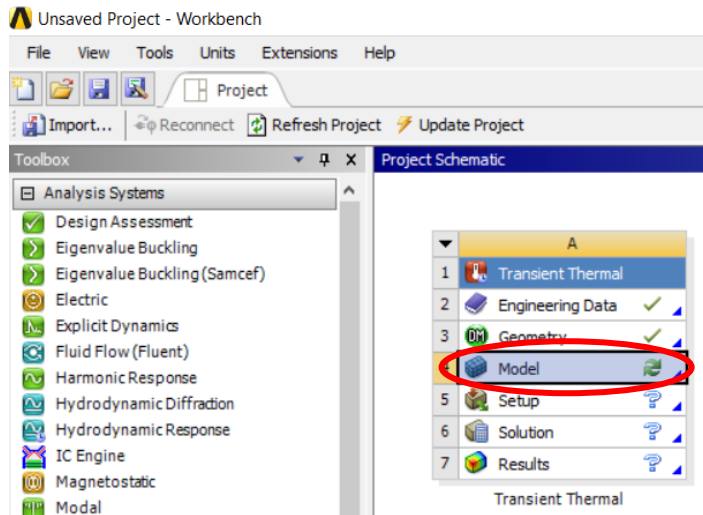 Unsaved Project - Workbench
File View Tools Units Extensions Help
Project
Import... Reconnect Refresh Project Update Project
Toolbox
Project Schematic
Analysis Systems
Design Assessment
Eigenvalue Buckling
Eigenvalue Buckling (Samcef)
Electric
Explicit Dynamics
Fluid Flow (Fluent)
Harmonic Response
Hydrodynamic Diffraction
Hydrodynamic Response
IC Engine
Magnetostatic
Modal
A
1 Transient Thermal
2 Engineering Data
3 DM Geometry
4 Model
5 Setup
6 Solution
7 Results
Transient Thermal